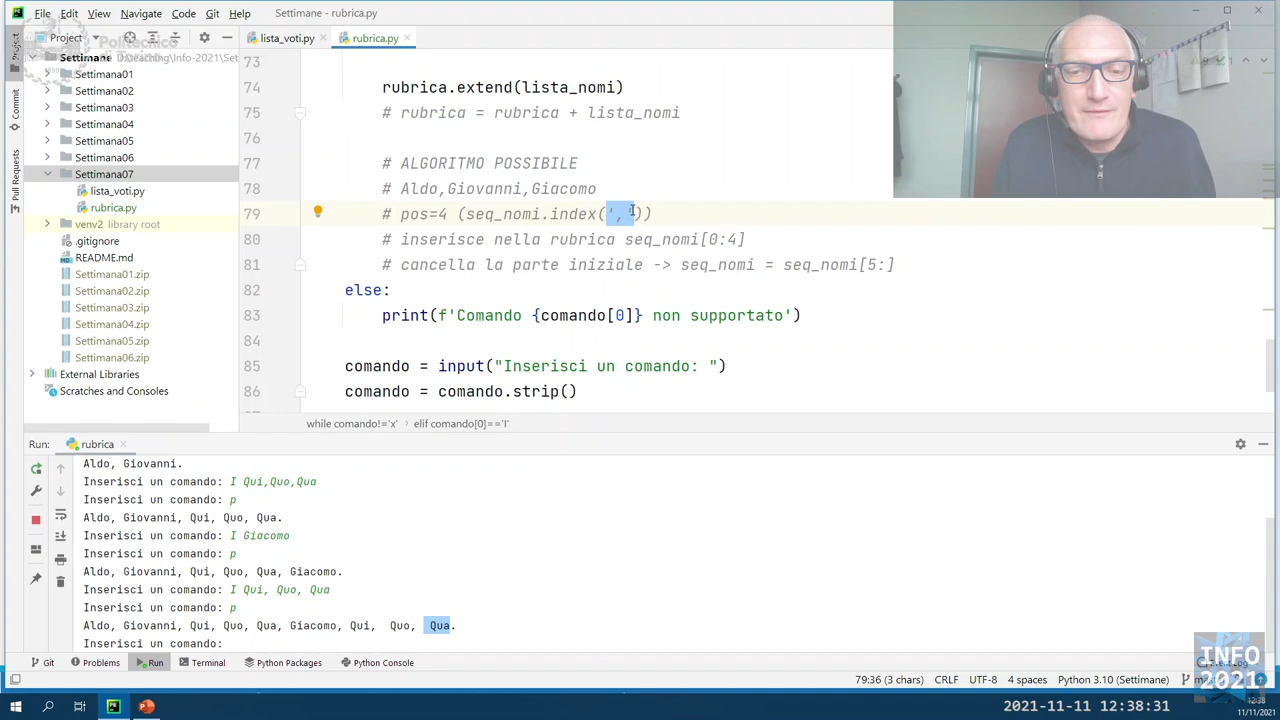 File Edit View Navigate Code Git Help Settimane - rubrica.py
Project lista_voti.py rubrica.py
Politecnico
di Torino
Settimane D:\teaching\Info-2021\Set
Settimana01
Settimana02
Settimana03
Settimana04
Settimana05
Settimana06
Settimana07
lista_voti.py
rubrica.py
venv2 library root
.gitignore
README.md
Settimana01.zip
Settimana02.zip
Settimana03.zip
Settimana04.zip
Settimana05.zip
Settimana06.zip
External Libraries
Scratches and Consoles
Project
Commit
Pull Requests
73
74 rubrica.extend(lista_nomi)
75 # rubrica = rubrica + lista_nomi
76
77 # ALGORITMO POSSIBILE
78 # Aldo,Giovanni,Giacomo
79 # pos=4 (seq_nomi.index(','))
80 # inserisce nella rubrica seq_nomi[0:4]
81 # cancella la parte iniziale -> seq_nomi = seq_nomi[5:]
82 else:
83 print(f'Comando {comando[0]} non supportato')
84
85 comando = input("Inserisci un comando: ")
86 comando = comando.strip()
while comando!='x' › elif comando[0]=='I'
Run: rubrica
Aldo, Giovanni.
Inserisci un comando: I Qui,Quo,Qua
Inserisci un comando: p
Aldo, Giovanni, Qui, Quo, Qua.
Inserisci un comando: I Giacomo
Inserisci un comando: p
Aldo, Giovanni, Qui, Quo, Qua, Giacomo.
Inserisci un comando: I Qui, Quo, Qua
Inserisci un comando: p
Aldo, Giovanni, Qui, Quo, Qua, Giacomo, Qui,  Quo,  Qua.
Inserisci un comando:
Git Problems Run Terminal Python Packages Python Console
79:36 (3 chars) CRLF UTF-8 4 spaces Python 3.10 (Settimane)
INFO
2021
2021-11-11 12:38:31
12:38
11/11/2021